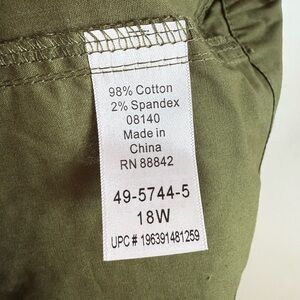 98% Cotton
2% Spandex
08140
Made in
China
RN 88842
49-5744-5
18W
UPC# 196391481259